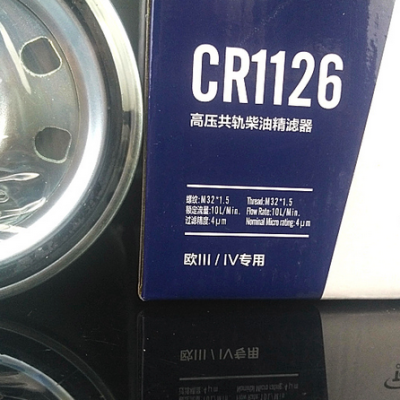 CR1126
高压共轨柴油精滤器
螺纹:M32*1.5 Thread:M32*1.5
额定流量:10L/Min. Flow Rate:10L/Min.
过滤精度:4μm Nominal Micro rating:4μm
欧III/IV专用